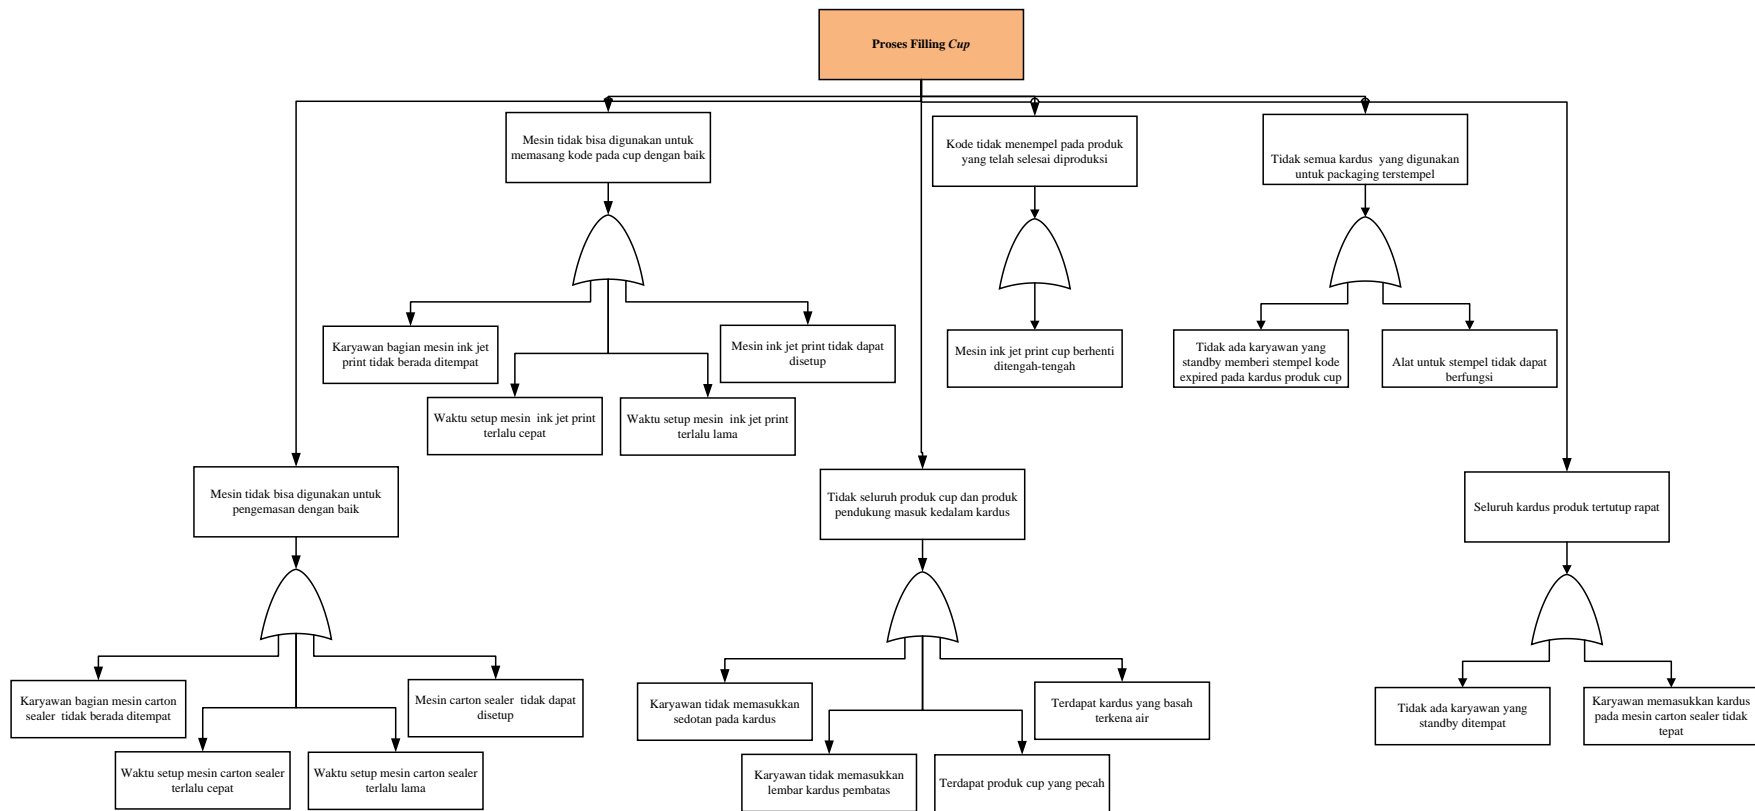 Proses Filling Cup
Mesin tidak bisa digunakan untuk
memasang kode pada cup dengan baik
Kode tidak menempel pada produk
yang telah selesai diproduksi
Tidak semua kardus yang digunakan
untuk packaging terstempel
Karyawan bagian mesin ink jet
print tidak berada ditempat
Mesin ink jet print tidak dapat
disetup
Waktu setup mesin ink jet print
terlalu cepat
Waktu setup mesin ink jet print
terlalu lama
Mesin ink jet print cup berhenti
ditengah-tengah
Tidak ada karyawan yang
standby memberi stempel kode
expired pada kardus produk cup
Alat untuk stempel tidak dapat
berfungsi
Mesin tidak bisa digunakan untuk
pengemasan dengan baik
Tidak seluruh produk cup dan produk
pendukung masuk kedalam kardus
Seluruh kardus produk tertutup rapat
Karyawan bagian mesin carton
sealer tidak berada ditempat
Mesin carton sealer tidak dapat
disetup
Waktu setup mesin carton sealer
terlalu cepat
Waktu setup mesin carton sealer
terlalu lama
Karyawan tidak memasukkan
sedotan pada kardus
Terdapat kardus yang basah
terkena air
Karyawan tidak memasukkan
lembar kardus pembatas
Terdapat produk cup yang pecah
Tidak ada karyawan yang
standby ditempat
Karyawan memasukkan kardus
pada mesin carton sealer tidak
tepat